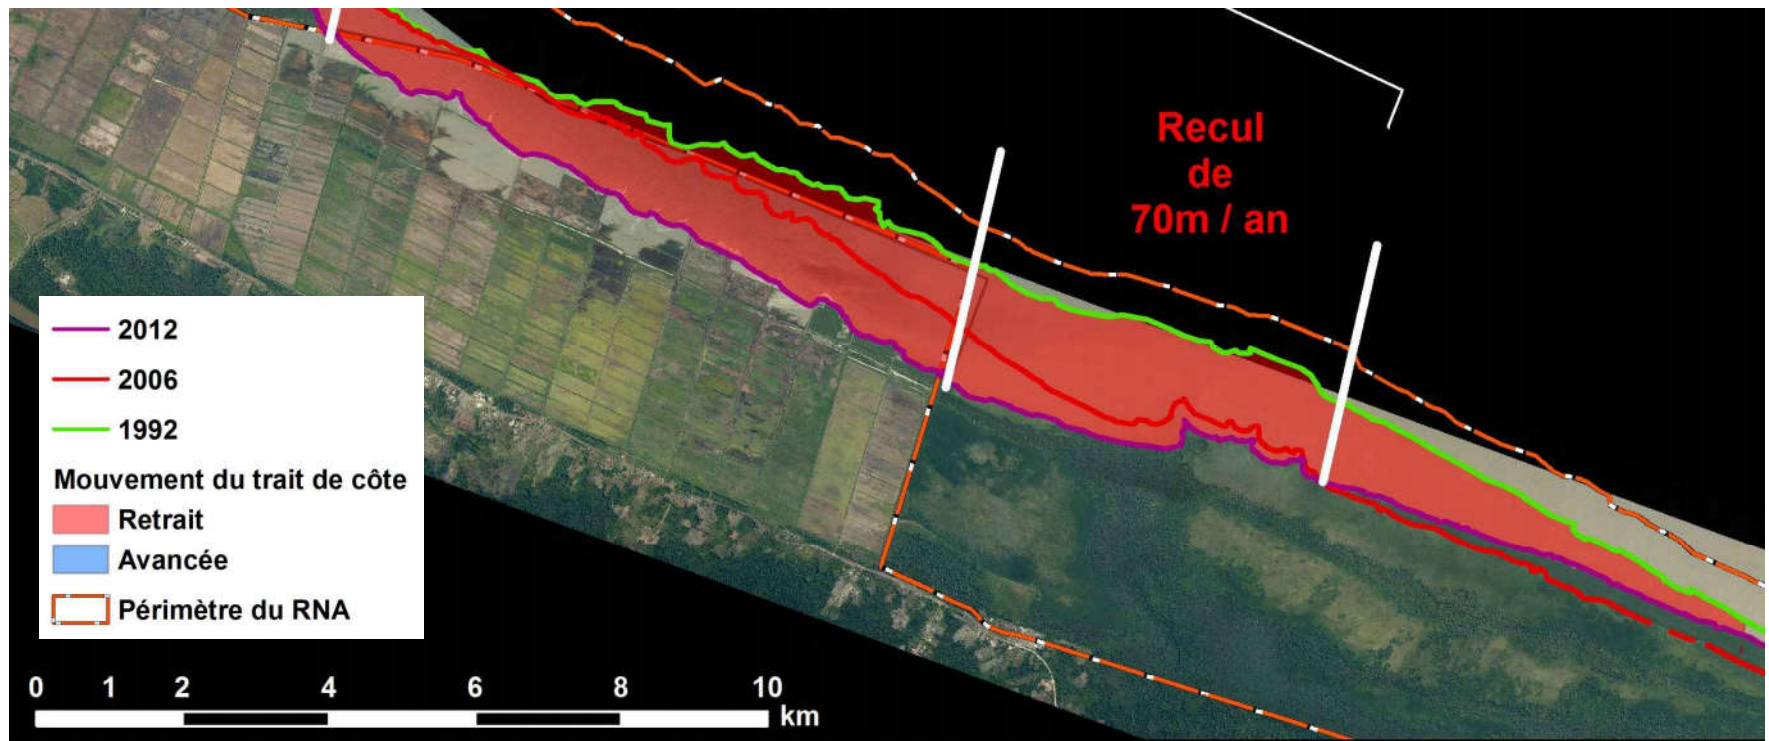 Recul
de
70m / an
2012
2006
1992
Mouvement du trait de côte
Retrait
Avancée
Périmètre du RNA
0 1 2 4 6 8 10
km